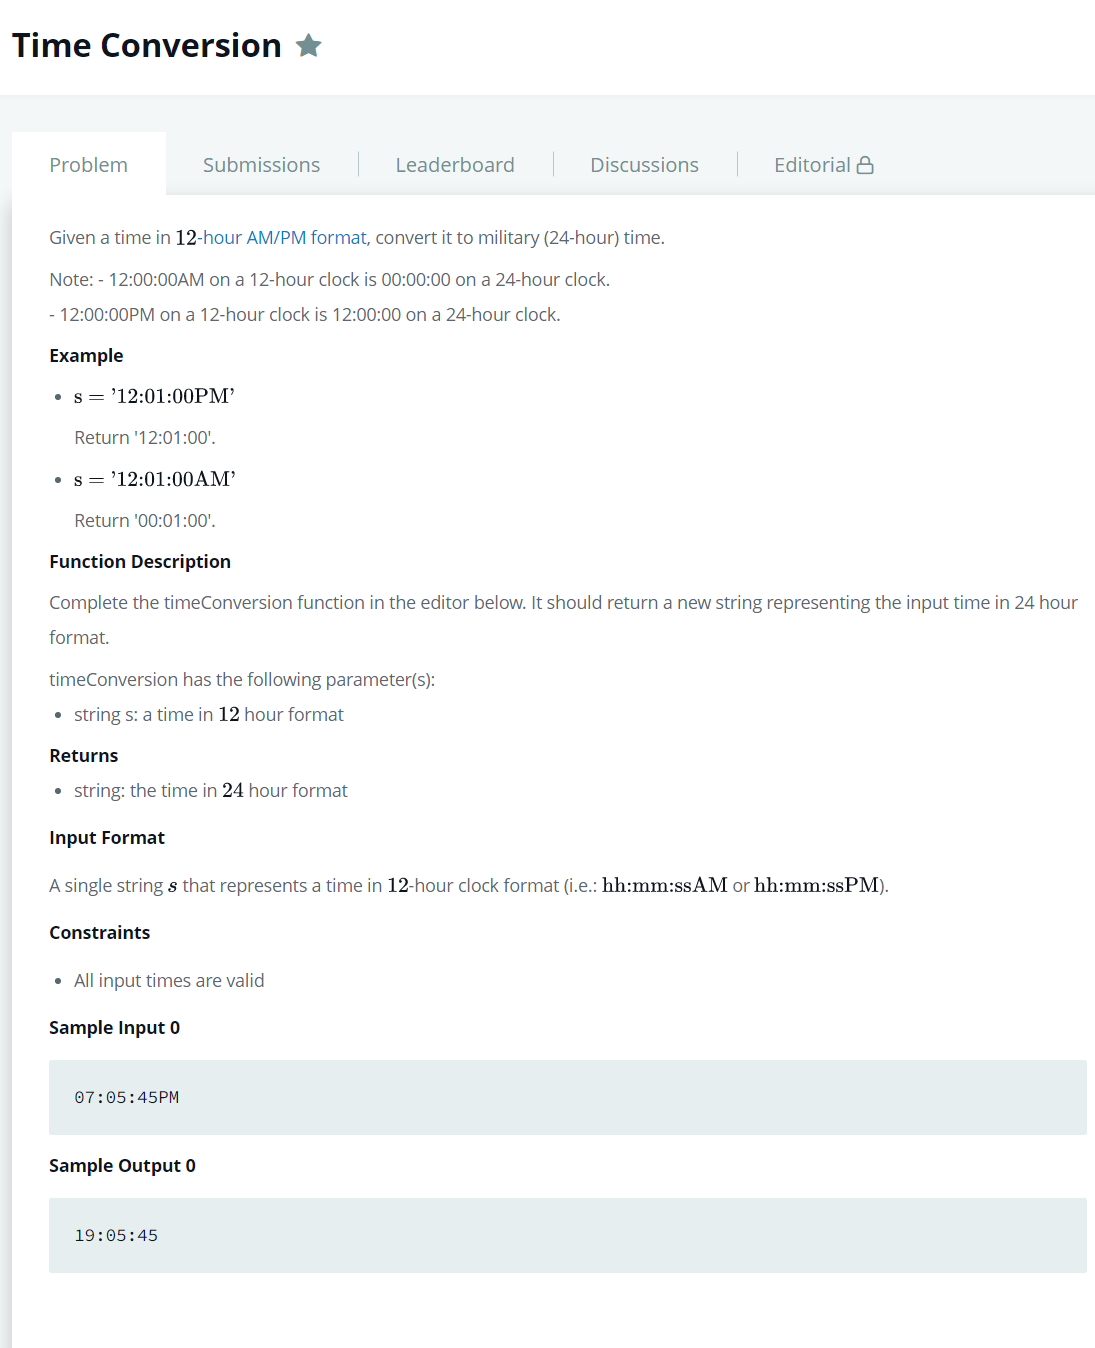 Time Conversion
Problem
Submissions
Leaderboard
Discussions
Editorial
Given a time in 12-hour AM/PM format, convert it to military (24-hour) time.
Note: - 12:00:00AM on a 12-hour clock is 00:00:00 on a 24-hour clock.
- 12:00:00PM on a 12-hour clock is 12:00:00 on a 24-hour clock.
Example
• s = ’12:01:00PM’
Return '12:01:00'.
• s = ’12:01:00AM’
Return '00:01:00'.
Function Description
Complete the timeConversion function in the editor below. It should return a new string representing the input time in 24 hour
format.
timeConversion has the following parameter(s):
• string s: a time in 12 hour format
Returns
• string: the time in 24 hour format
Input Format
A single string s that represents a time in 12-hour clock format (i.e.: hh:mm:ssAM or hh:mm:ssPM).
Constraints
• All input times are valid
Sample Input 0
07:05:45PM
Sample Output 0
19:05:45